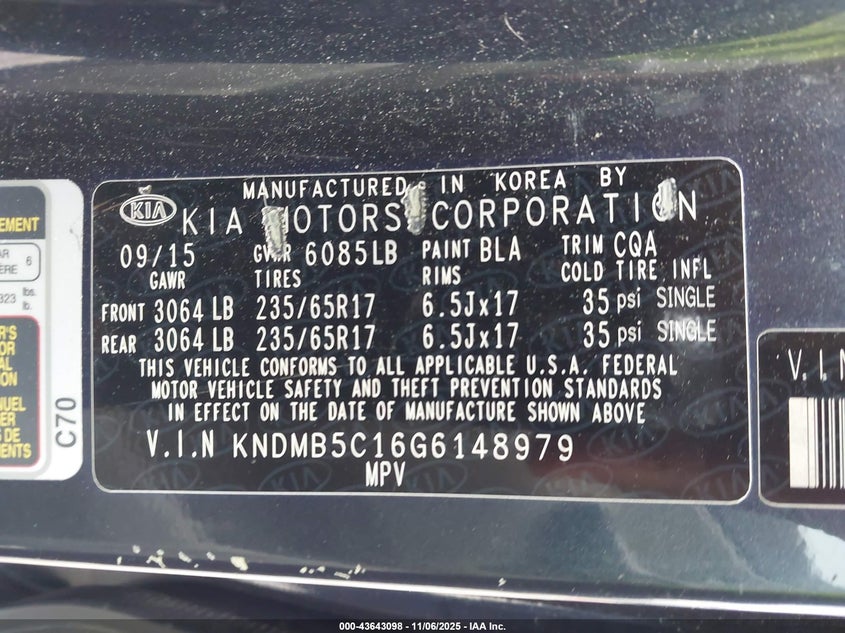 MANUFACTURED IN KOREA BY
KIA KIA MOTORS CORPORATION
09/15 GVWR 6085LB PAINT BLA TRIM CQA
GAWR TIRES RIMS COLD TIRE INFL
FRONT 3064 LB 235/65R17 6.5Jx17 35 psi SINGLE
REAR 3064 LB 235/65R17 6.5Jx17 35 psi SINGLE
THIS VEHICLE CONFORMS TO ALL APPLICABLE U.S.A. FEDERAL
MOTOR VEHICLE SAFETY AND THEFT PREVENTION STANDARDS
IN EFFECT ON THE DATE OF MANUFACTURE SHOWN ABOVE
V.I.N KNDMB5C16G6148979
MPV
C70
V.I.N
000-43643098 - 11/06/2025 - IAA Inc.